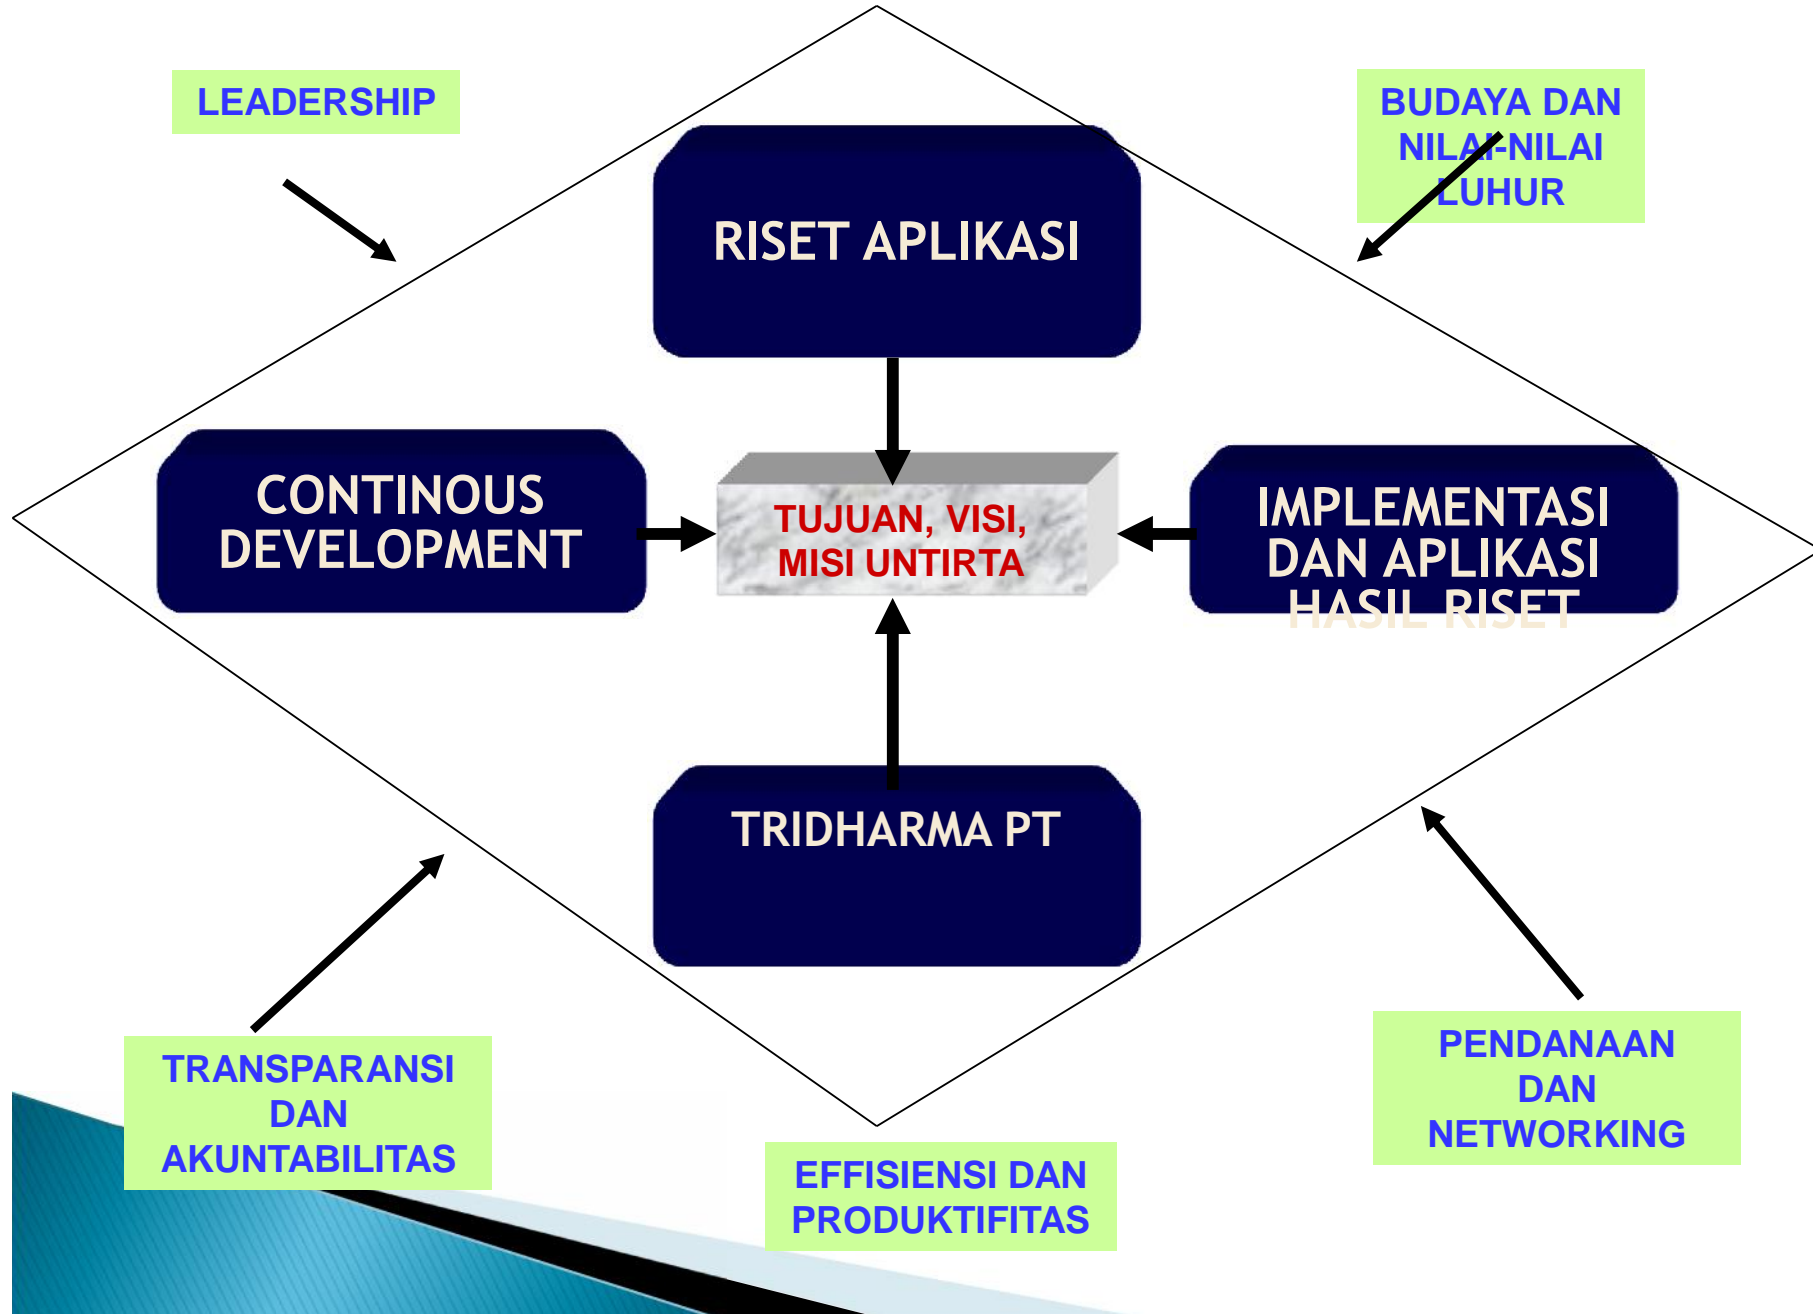 LEADERSHIP
BUDAYA DAN
NILAI-NILAI
LUHUR
RISET APLIKASI
CONTINOUS
DEVELOPMENT
TUJUAN, VISI,
MISI UNTIRTA
IMPLEMENTASI
DAN APLIKASI
HASIL RISET
TRIDHARMA PT
TRANSPARANSI
DAN
AKUNTABILITAS
EFFISIENSI DAN
PRODUKTIFITAS
PENDANAAN
DAN
NETWORKING